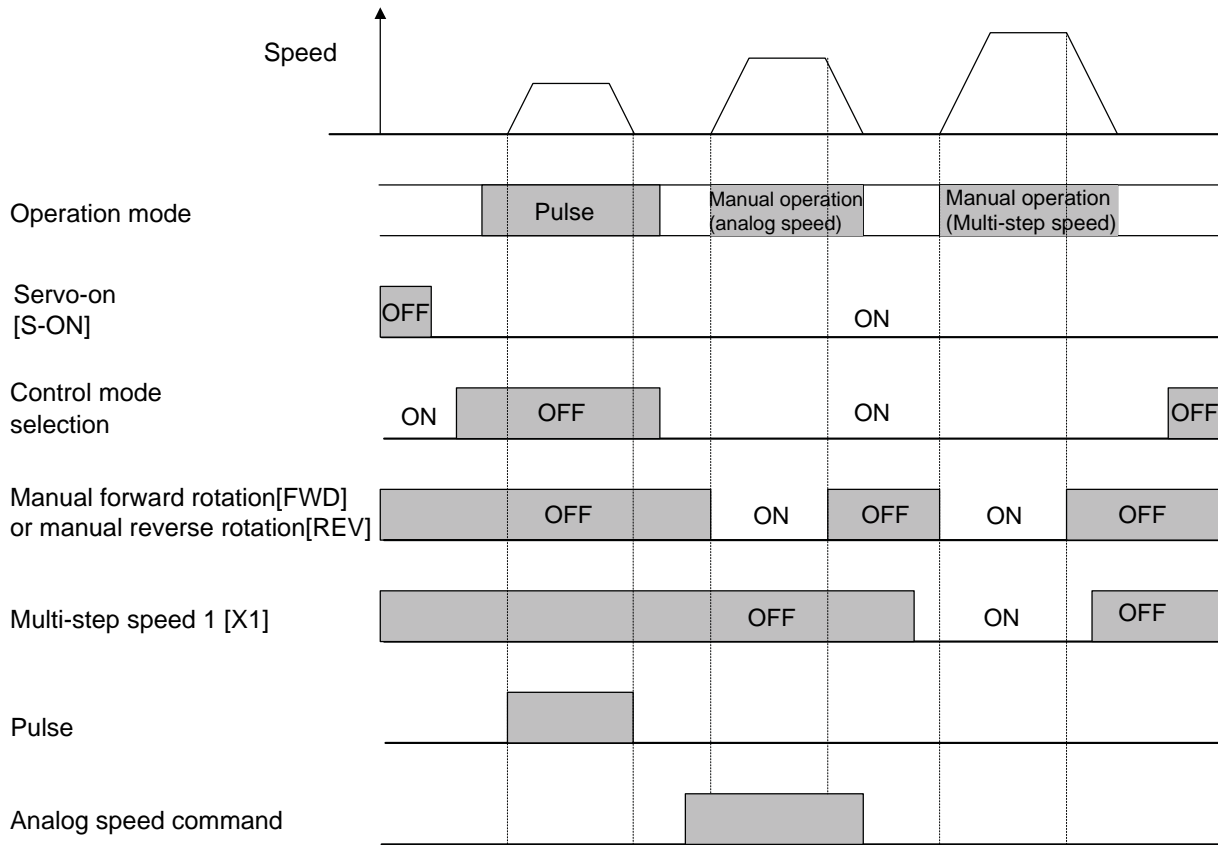 Speed
Operation mode
Pulse
Manual operation
(analog speed)
Manual operation
(Multi-step speed)
Servo-on
[S-ON]
OFF
ON
Control mode
selection
ON
OFF
ON
OFF
Manual forward rotation[FWD]
or manual reverse rotation[REV]
OFF
ON
OFF
ON
OFF
Multi-step speed 1 [X1]
OFF
ON
OFF
Pulse
Analog speed command